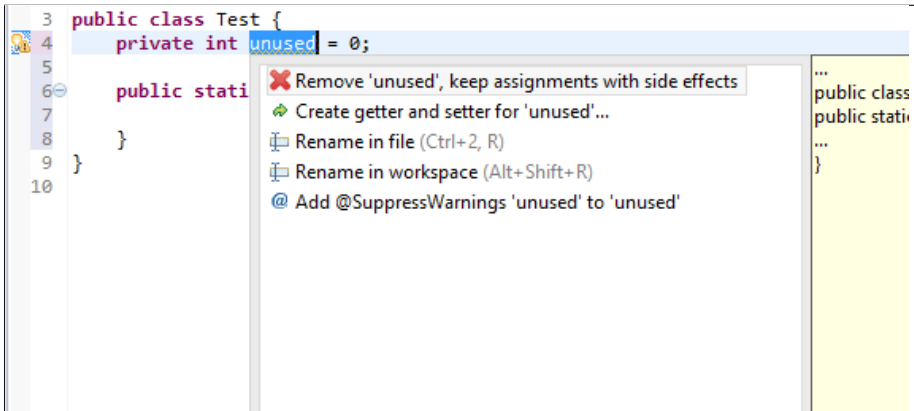 3 public class Test {
4 private int unused = 0;
5
6 public stati
7
8 }
9 }
10
Remove 'unused', keep assignments with side effects
Create getter and setter for 'unused'...
Rename in file (Ctrl+2, R)
Rename in workspace (Alt+Shift+R)
@ Add @SuppressWarnings 'unused' to 'unused'
...
public class
public stati
...
}